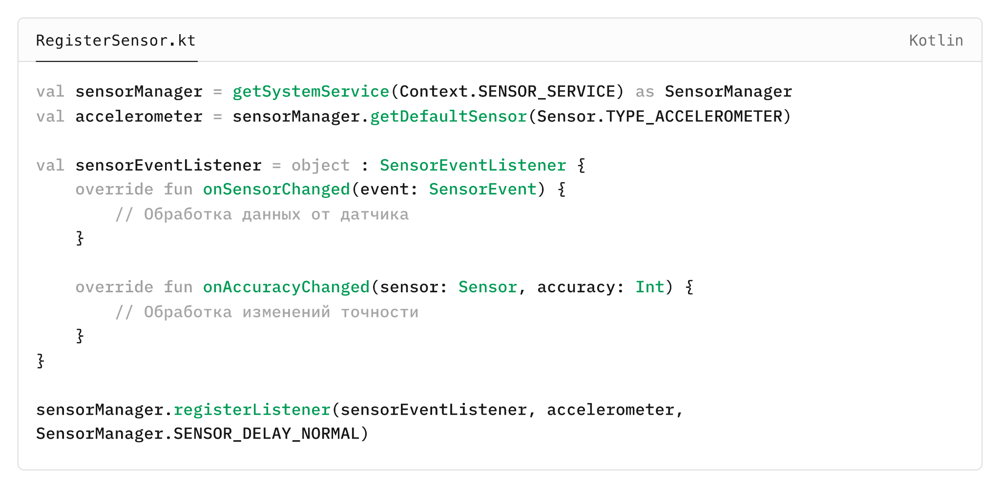 RegisterSensor.kt
Kotlin
val sensorManager = getSystemService(Context.SENSOR_SERVICE) as SensorManager
val accelerometer = sensorManager.getDefaultSensor(Sensor.TYPE_ACCELEROMETER)
val sensorEventListener = object : SensorEventListener {
override fun onSensorChanged(event: SensorEvent) {
// Обработка данных от датчика
}
override fun onAccuracyChanged(sensor: Sensor, accuracy: Int) {
// Обработка изменений точности
}
}
sensorManager.registerListener(sensorEventListener, accelerometer,
SensorManager.SENSOR_DELAY_NORMAL)